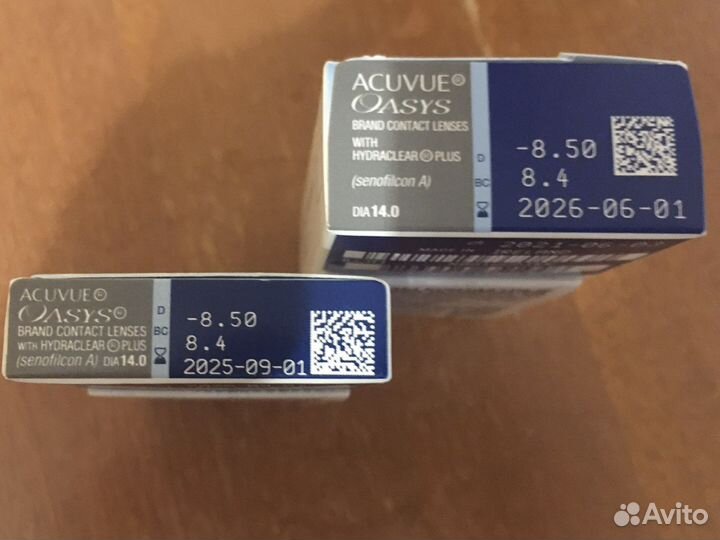 ACUVUE®
OASYS®
BRAND CONTACT LENSES
WITH HYDRACLEAR® PLUS
(senofilcon A) DIA 14.0
D -8.50
BC 8.4
2025-09-01
ACUVUE®
OASYS
BRAND CONTACT LENSES
WITH
HYDRACLEAR® PLUS
(senofilcon A)
DIA 14.0
D -8.50
BC 8.4
2026-06-01
MADE IN
Avito